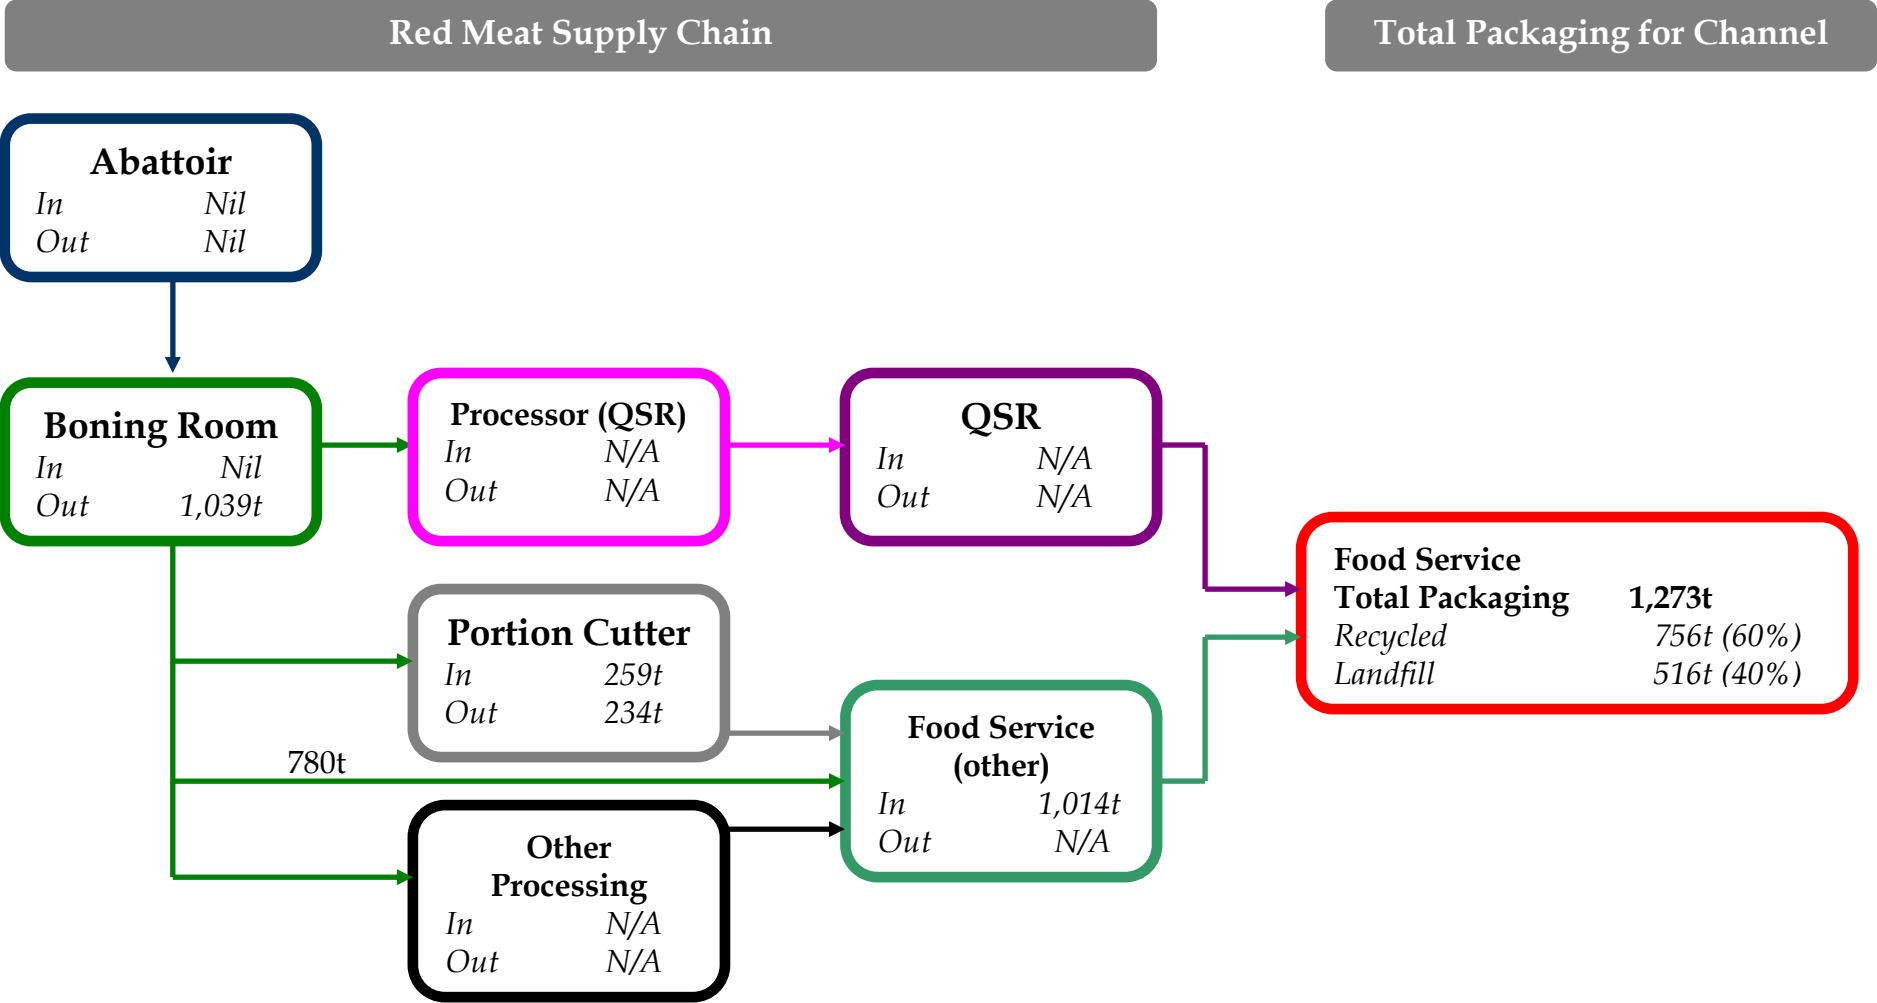 Red Meat Supply Chain
Total Packaging for Channel
Abattoir
In Nil
Out Nil
Boning Room
In Nil
Out 1,039t
Processor (QSR)
In N/A
Out N/A
QSR
In N/A
Out N/A
Portion Cutter
In 259t
Out 234t
780t
Food Service
(other)
In 1,014t
Out N/A
Other
Processing
In N/A
Out N/A
Food Service
Total Packaging 1,273t
Recycled 756t (60%)
Landfill 516t (40%)